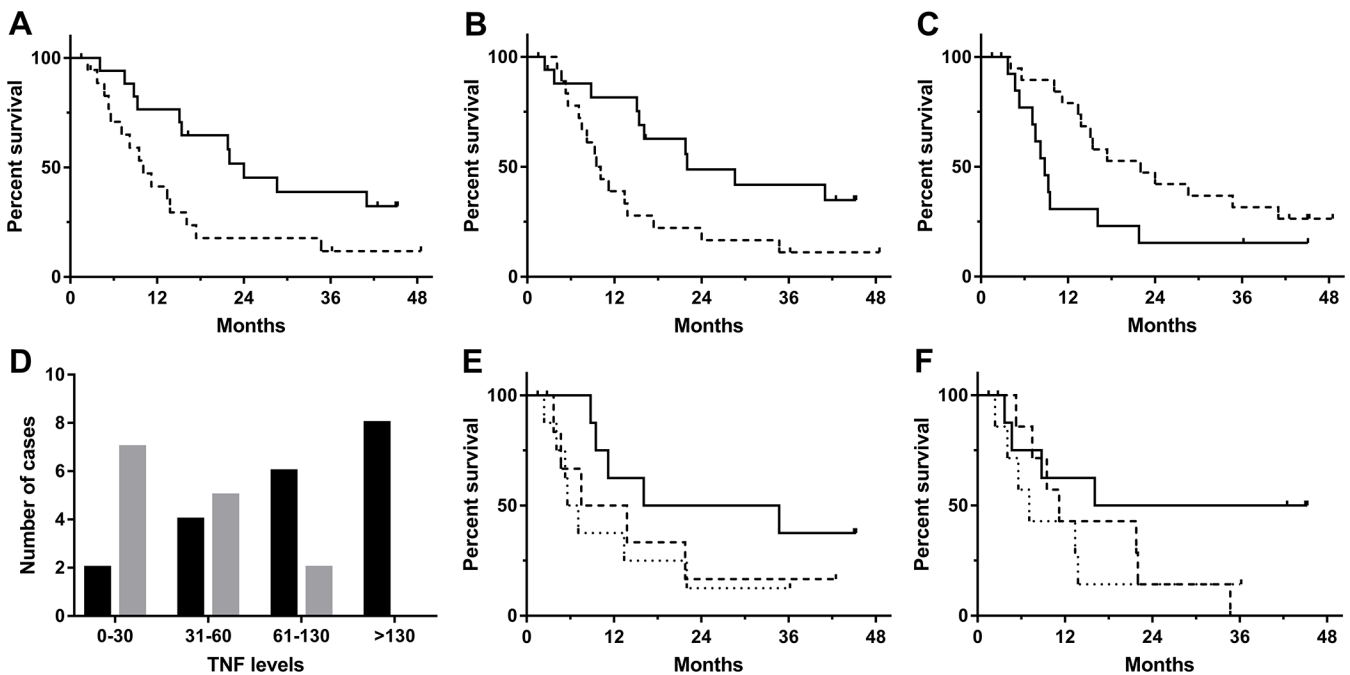 A
Percent survival
100
50
0
0 12 24 36 48
Months
B
Percent survival
100
50
0
0 12 24 36 48
Months
C
Percent survival
100
50
0
0 12 24 36 48
Months
D
Number of cases
10
8
6
4
2
0
0-30 31-60 61-130 >130
TNF levels
E
Percent survival
100
50
0
0 12 24 36 48
Months
F
Percent survival
100
50
0
0 12 24 36 48
Months